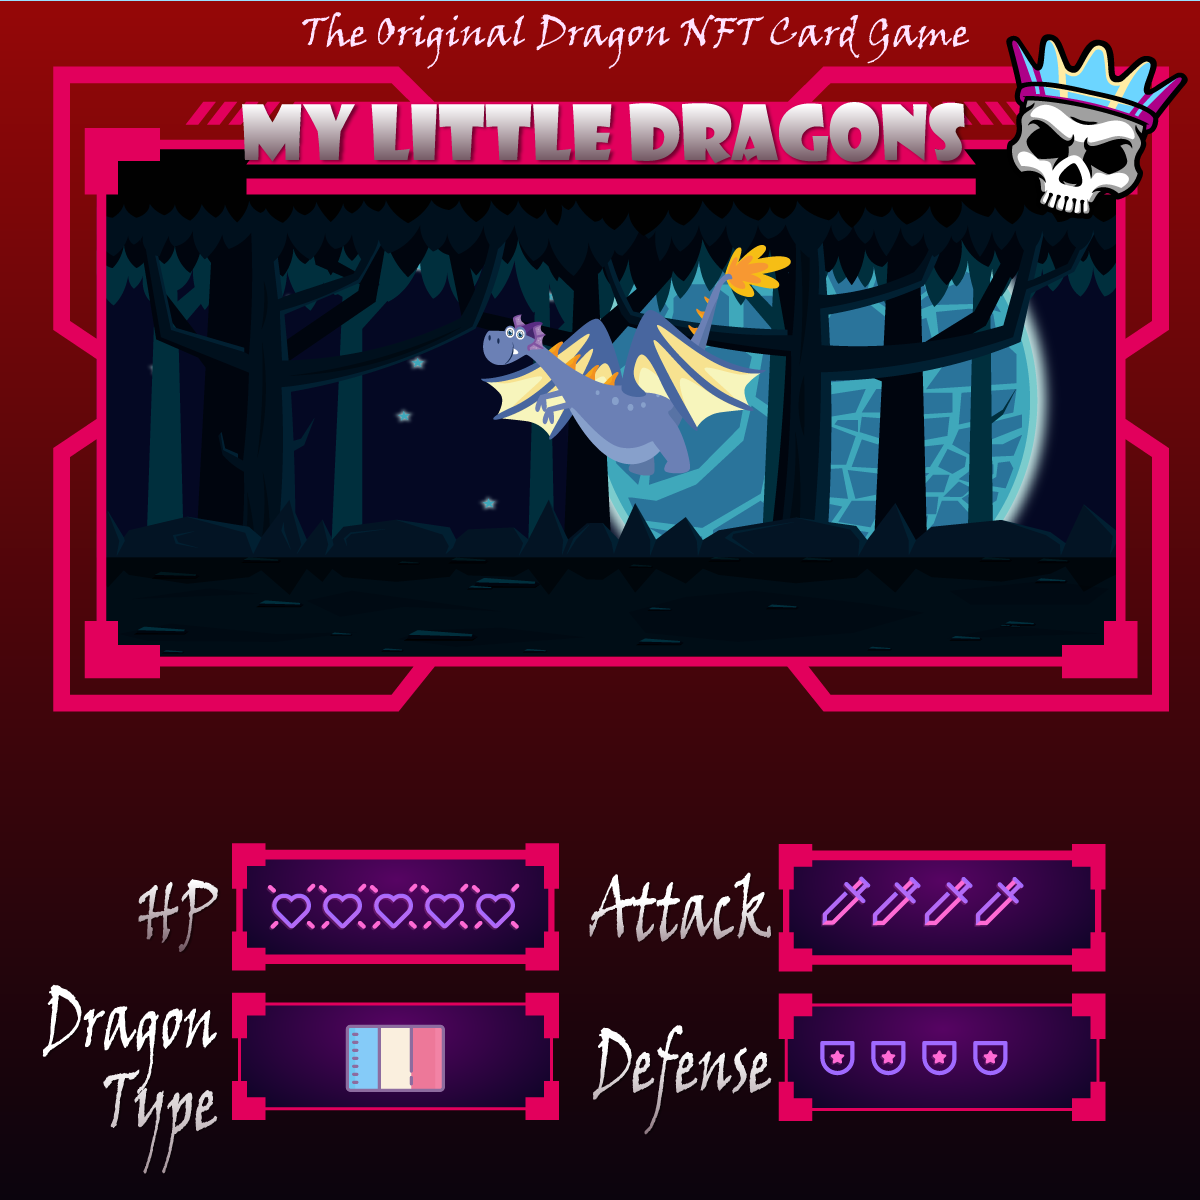 The Original Dragon NFT Card Game
MY LITTLE DRAGONS
HP
Attack
Dragon
Type
Defense